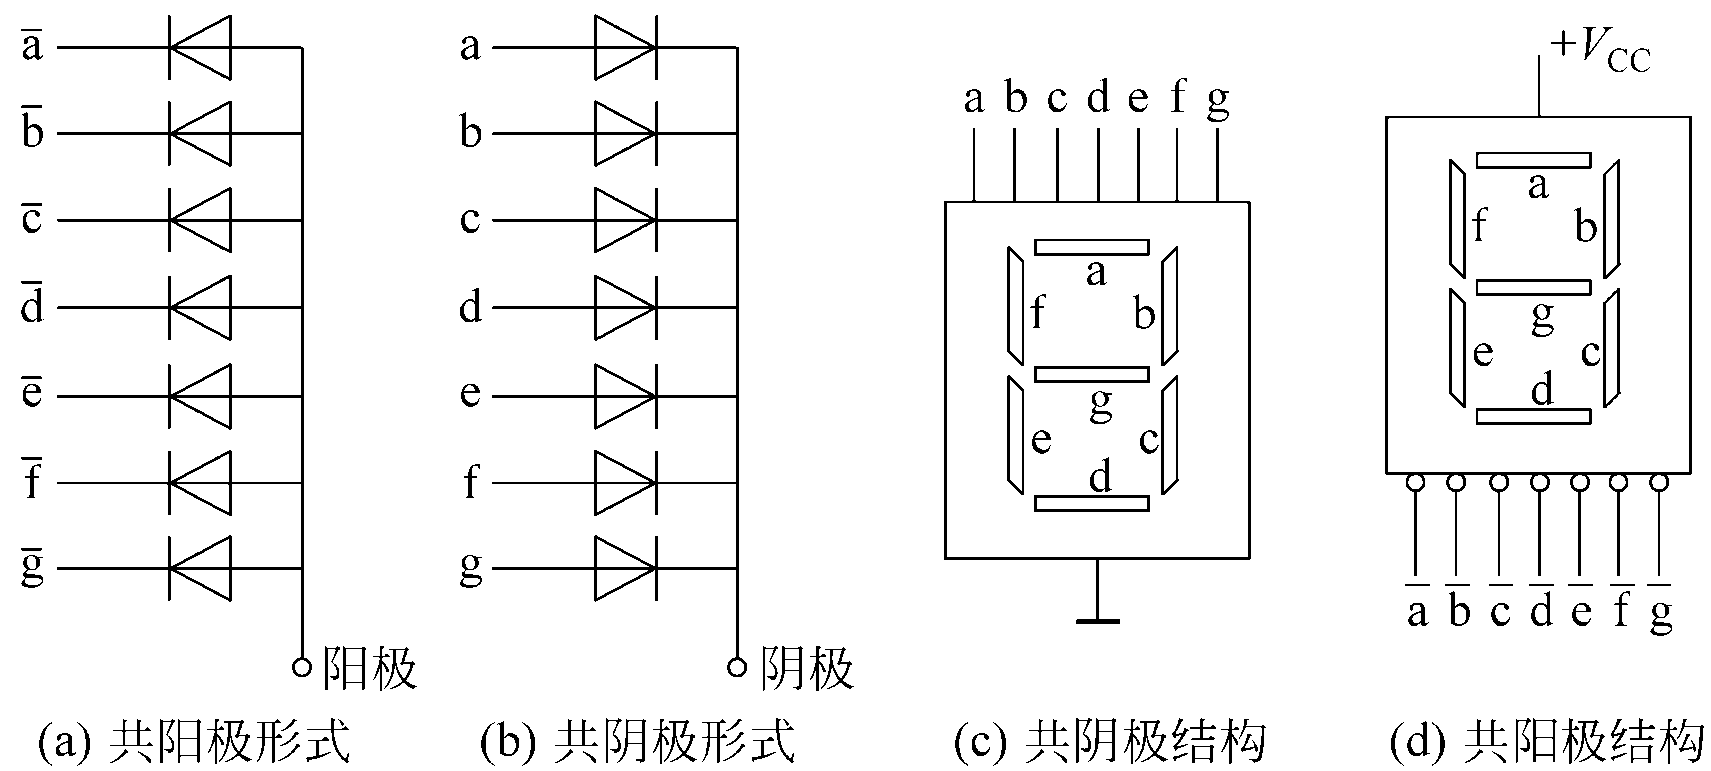 a̅
b̅
c̅
d̅
e̅
f̅
g̅
阳极
(a) 共阳极形式
a
b
c
d
e
f
g
阴极
(b) 共阴极形式
a b c d e f g
a
f b
g
e c
d
(c) 共阴极结构
+VCC
a
f b
g
e c
d
a̅ b̅ c̅ d̅ e̅ f̅ g̅
(d) 共阳极结构